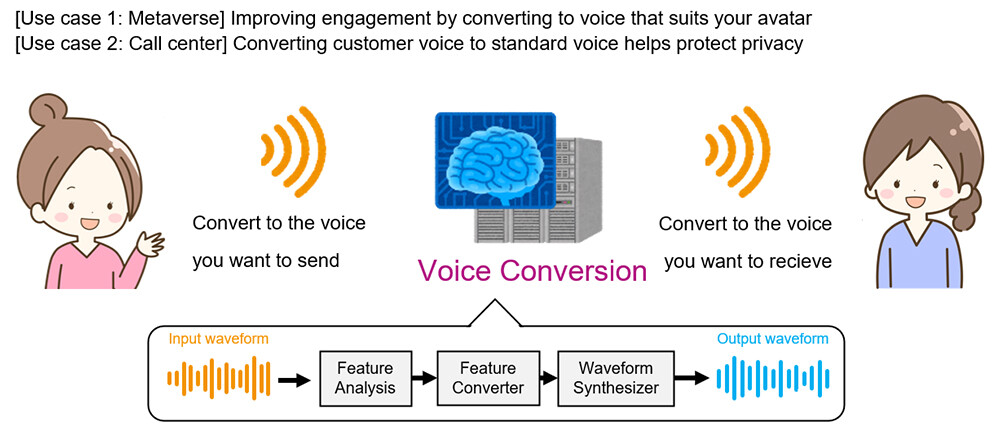 [Use case 1: Metaverse] Improving engagement by converting to voice that suits your avatar
[Use case 2: Call center] Converting customer voice to standard voice helps protect privacy
Convert to the voice
you want to send
Convert to the voice
you want to recieve
Voice Conversion
Input waveform
Feature
Analysis
Feature
Converter
Waveform
Synthesizer
Output waveform